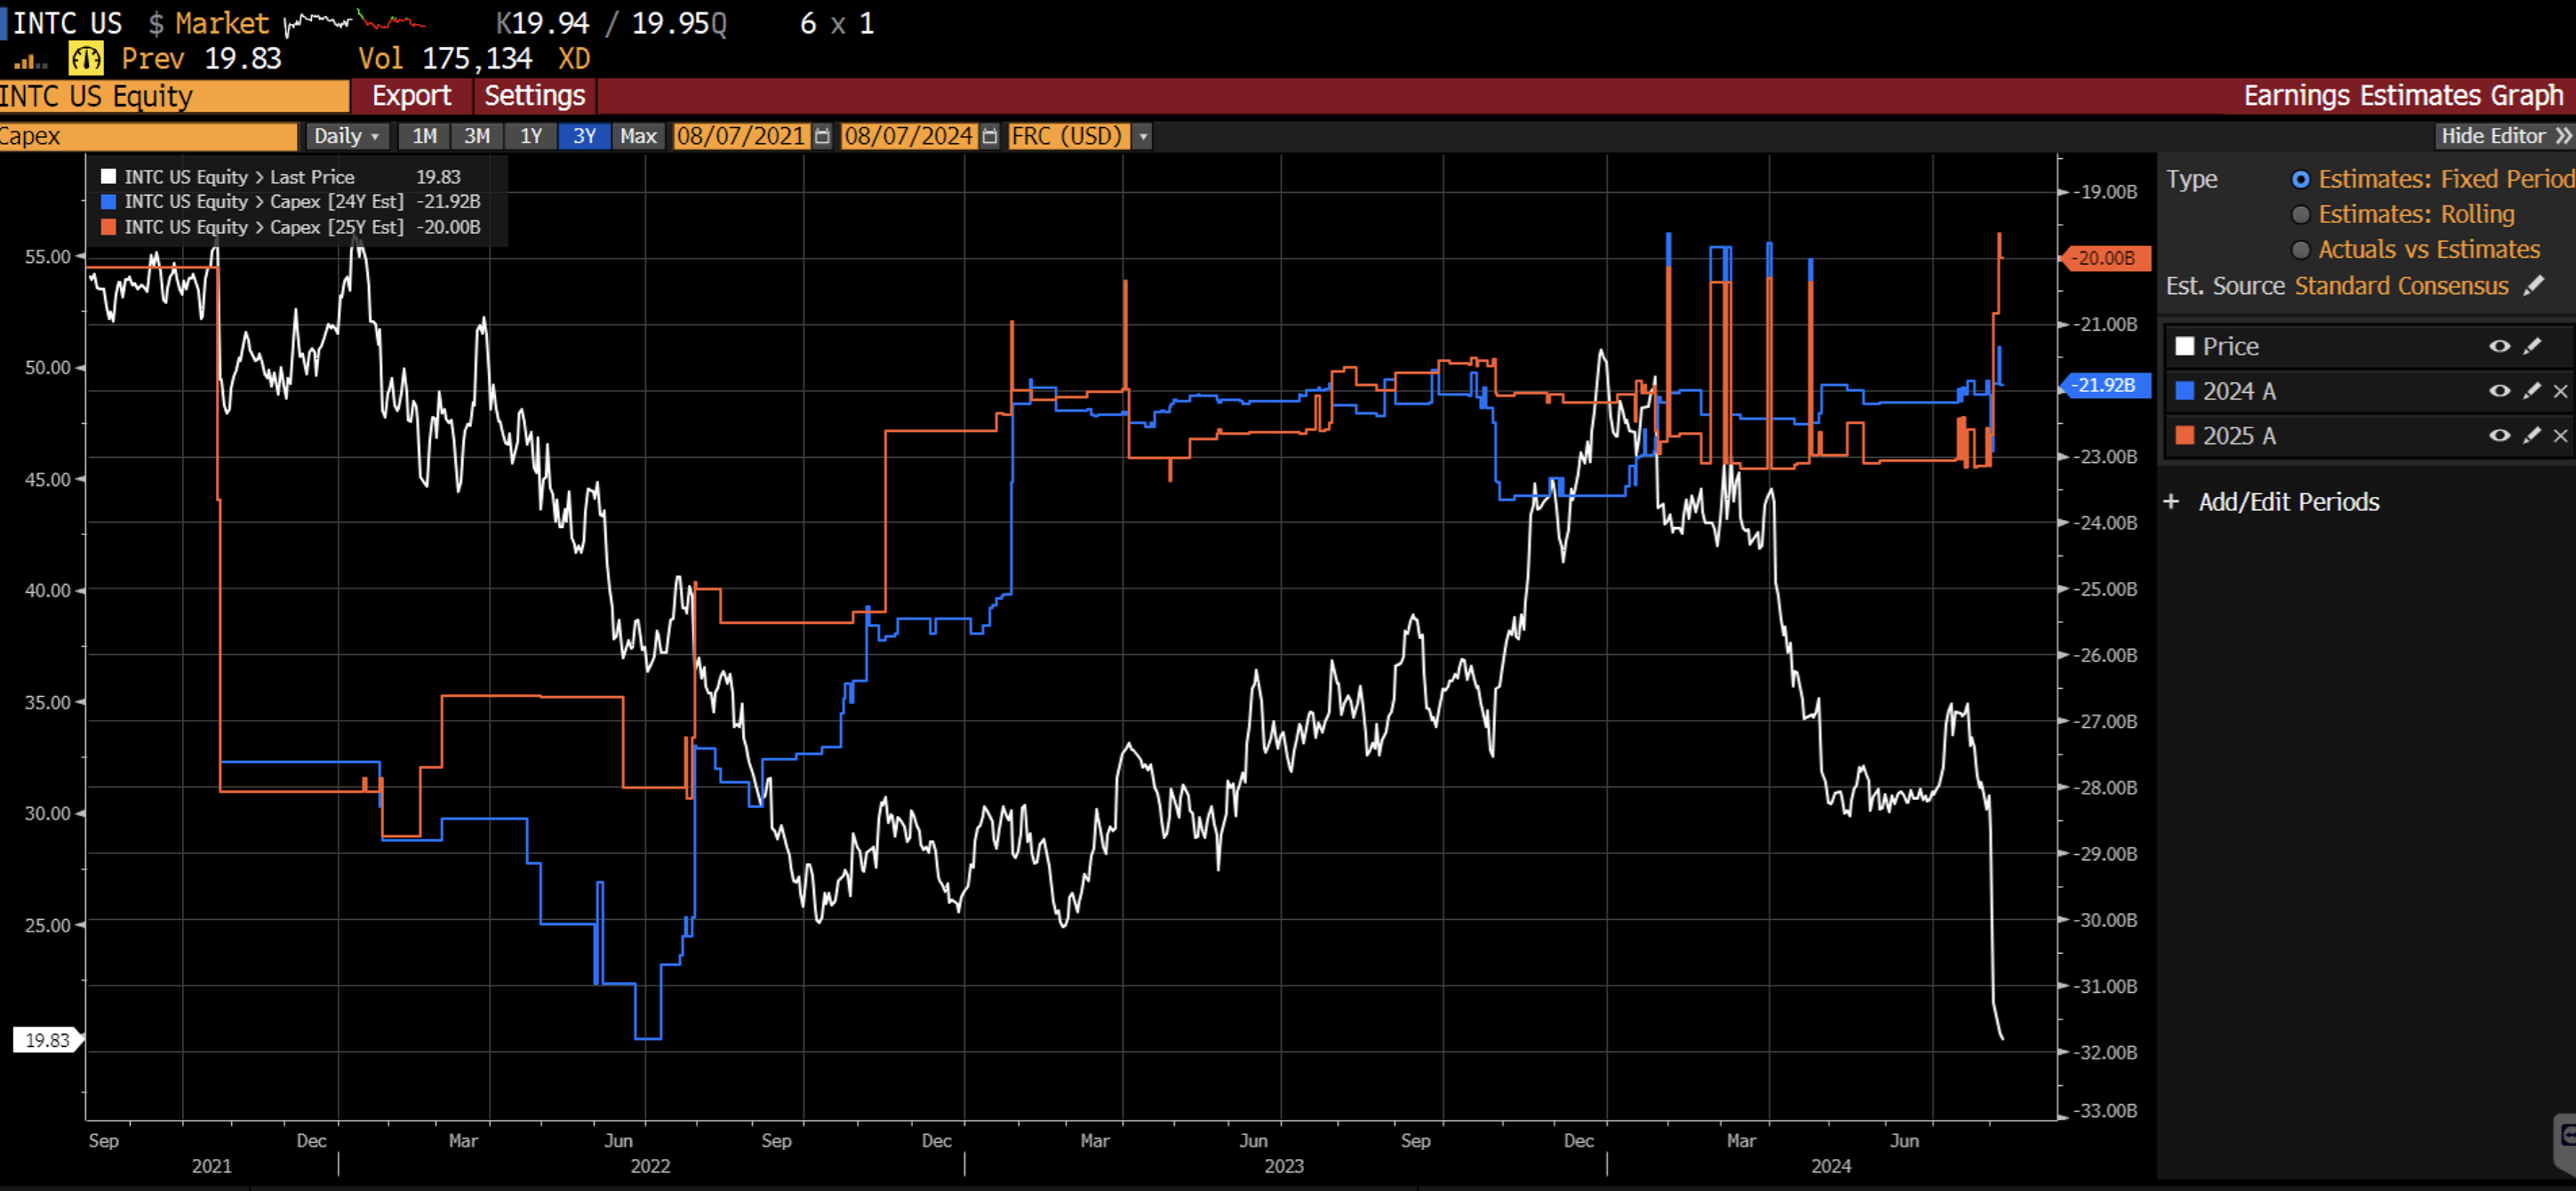 INTC US $ Market K19.94 / 19.95Q 6 x 1
Prev 19.83 Vol 175,134 XD
INTC US Equity Export Settings Earnings Estimates Graph
Capex Daily 1M 3M 1Y 3Y Max 08/07/2021 08/07/2024 FRC (USD) Hide Editor
INTC US Equity > Last Price 19.83
INTC US Equity > Capex [24Y Est] -21.92B
INTC US Equity > Capex [25Y Est] -20.00B
55.00
50.00
45.00
40.00
35.00
30.00
25.00
19.83
-19.00B
-20.00B
-21.00B
-21.92B
-23.00B
-24.00B
-25.00B
-26.00B
-27.00B
-28.00B
-29.00B
-30.00B
-31.00B
-32.00B
-33.00B
Sep Dec Mar Jun Sep Dec Mar Jun Sep Dec Mar Jun
2021 2022 2023 2024
Type Estimates: Fixed Period
Estimates: Rolling
Actuals vs Estimates
Est. Source Standard Consensus
Price
2024 A
2025 A
+ Add/Edit Periods